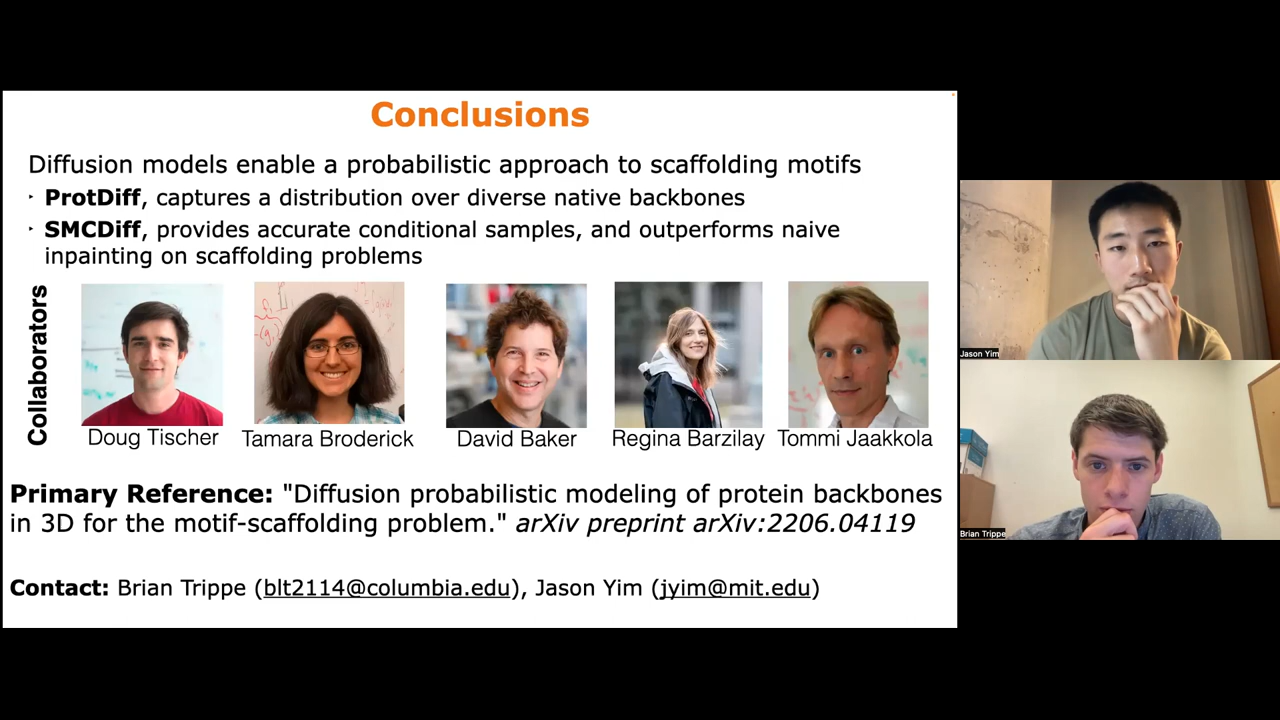 Conclusions
Diffusion models enable a probabilistic approach to scaffolding motifs
‣ ProtDiff, captures a distribution over diverse native backbones
‣ SMCDiff, provides accurate conditional samples, and outperforms naive
inpainting on scaffolding problems
Collaborators
Doug Tischer
Tamara Broderick
David Baker
Regina Barzilay
Tommi Jaakkola
Primary Reference: "Diffusion probabilistic modeling of protein backbones
in 3D for the motif-scaffolding problem." arXiv preprint arXiv:2206.04119
Contact: Brian Trippe (blt2114@columbia.edu), Jason Yim (jyim@mit.edu)
Jason Yim
Brian Trippe